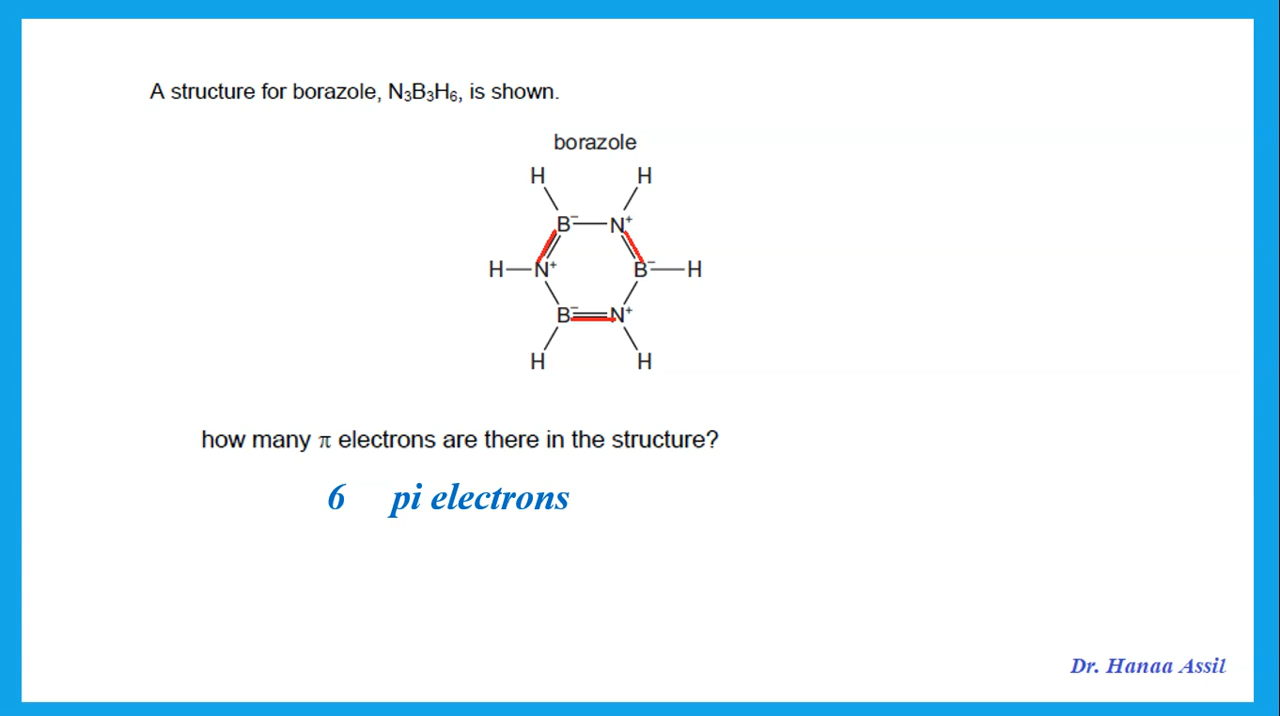 A structure for borazole, N₃B₃H₆, is shown.
borazole
H H
B⁻ N⁺
H N⁺ B⁻ H
B⁻ N⁺
H H
how many π electrons are there in the structure?
6 pi electrons
Dr. Hanaa Assil